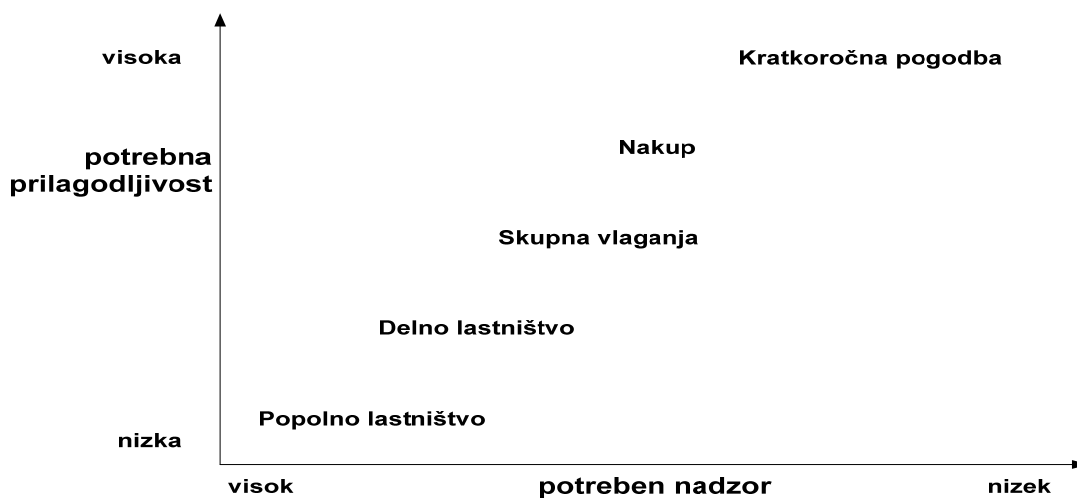 visoka
Kratkoročna pogodba
Nakup
potrebna
prilagodljivost
Skupna vlaganja
Delno lastništvo
Popolno lastništvo
nizka
visok
potreben nadzor
nizek